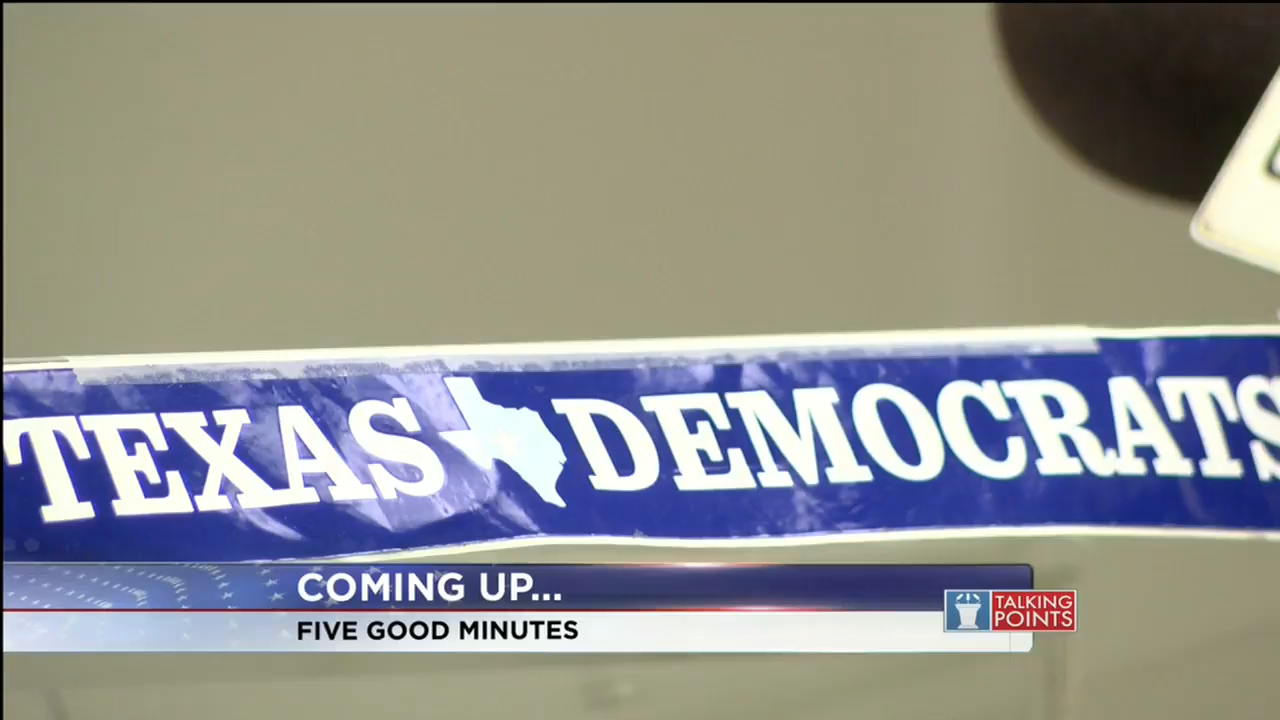 TEXAS DEMOCRATS
COMING UP...
FIVE GOOD MINUTES
TALKING
POINTS